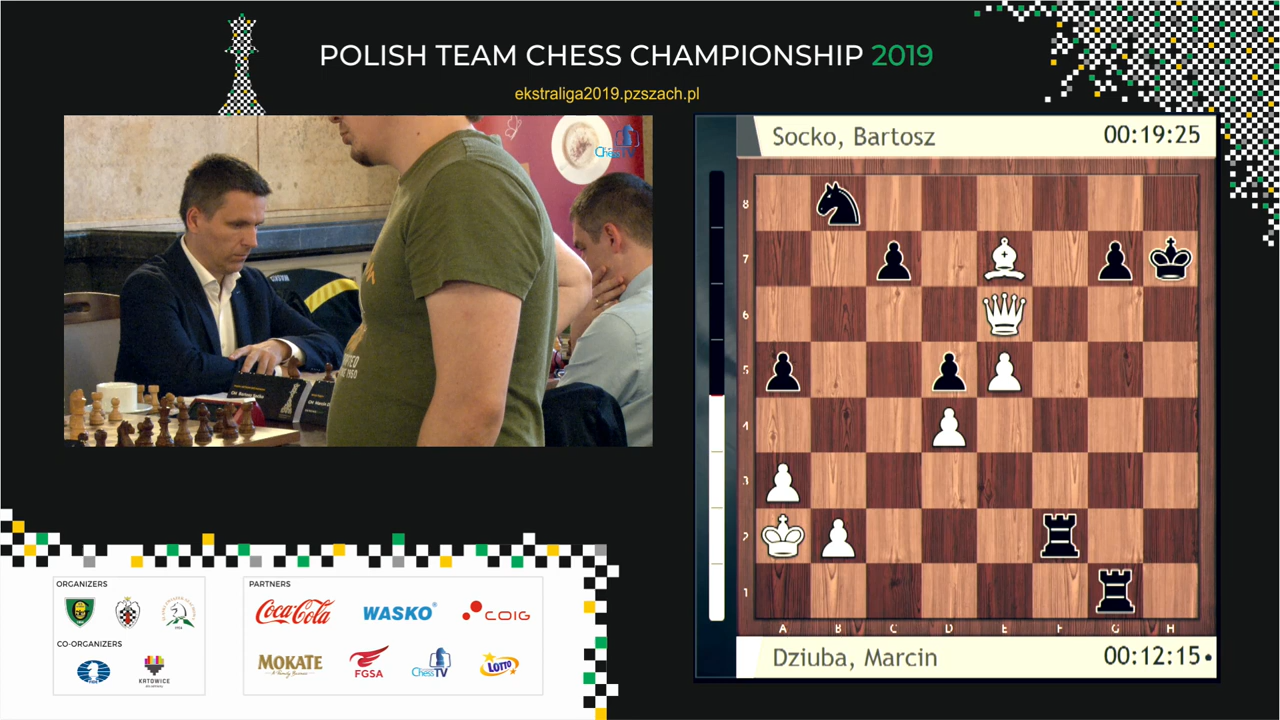 POLISH TEAM CHESS CHAMPIONSHIP 2019
ekstraliga2019.pzszach.pl
ChessTV
Socko, Bartosz 00:19:25
8
7
6
5
4
3
2
1
A B C D E F G H
Dziuba, Marcin 00:12:15
ORGANIZERS
CO-ORGANIZERS
KATOWICE
PARTNERS
Coca-Cola
WASKO
COIG
MOKATE
FGSA
ChessTV
LOTTO